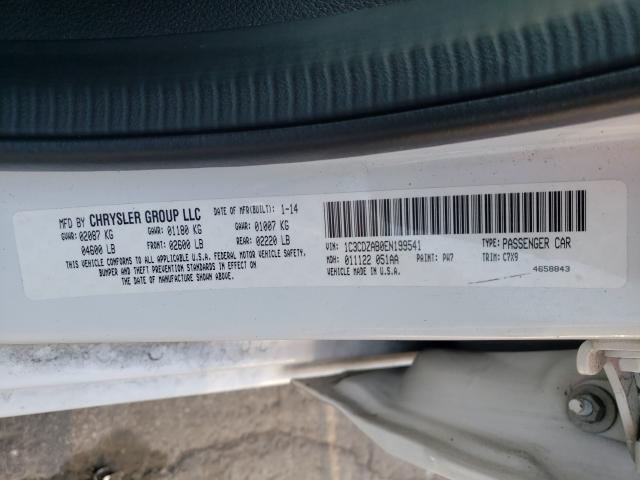 MFD BY CHRYSLER GROUP LLC DATE OF MFR(BUILT): 1-14
GVWR: 02087 KG GAWR: 01180 KG GAWR: 01007 KG
04600 LB FRONT: 02600 LB REAR: 02220 LB
THIS VEHICLE CONFORMS TO ALL APPLICABLE U.S.A. FEDERAL MOTOR VEHICLE SAFETY,
BUMPER AND THEFT PREVENTION STANDARDS IN EFFECT ON
THE DATE OF MANUFACTURE SHOWN ABOVE.
VIN: 1C3CDZAB0EN199541 TYPE: PASSENGER CAR
MDH: 011122 051AA PAINT: PW7 TRIM: C7X9
VEHICLE MADE IN U.S.A.
4658843